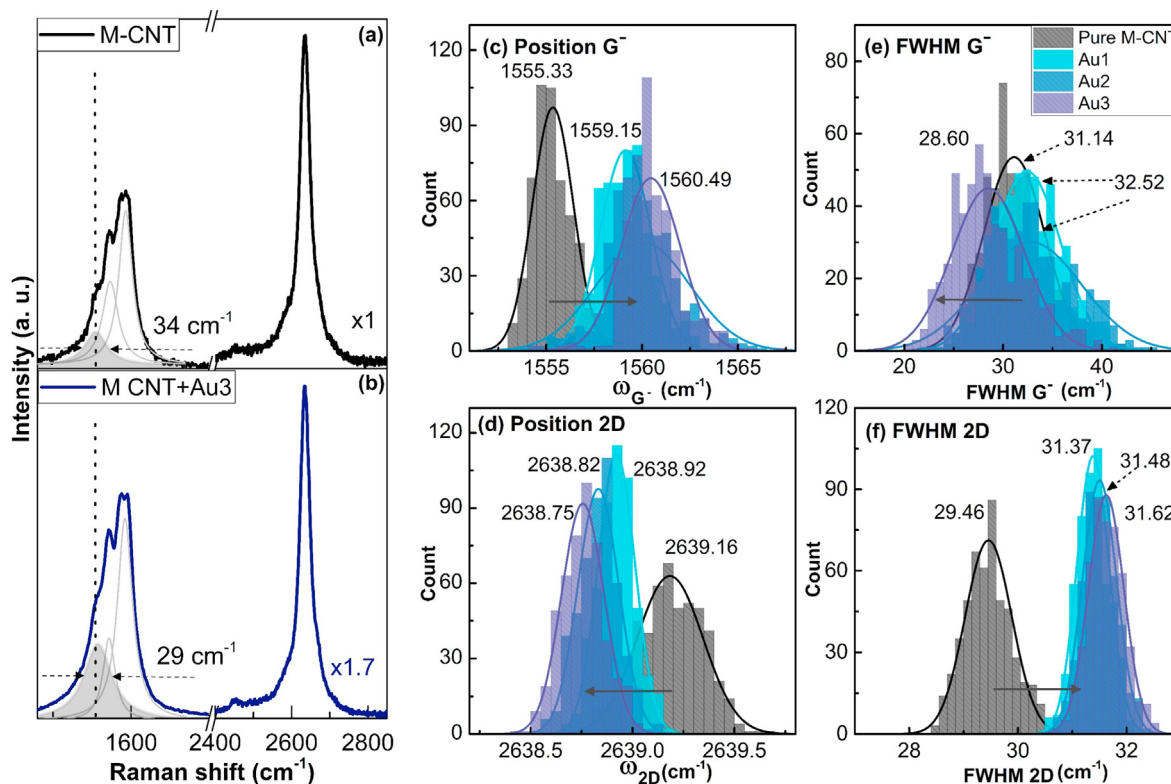 M-CNT
(a)
34 cm⁻¹
x1
M CNT+Au3
(b)
29 cm⁻¹
x1.7
Intensity (a. u.)
1600
2400
2600
2800
Raman shift (cm⁻¹)
(c) Position G⁻
1555.33
1559.15
1560.49
120
90
60
30
0
Count
1555
1560
1565
ω_G⁻ (cm⁻¹)
(d) Position 2D
2638.82
2638.92
2638.75
2639.16
120
90
60
30
0
Count
2638.5
2639.0
2639.5
ω_2D(cm⁻¹)
(e) FWHM G⁻
Pure M-CNT
Au1
Au2
Au3
28.60
31.14
32.52
80
60
40
20
0
Count
20
30
40
FWHM G⁻ (cm⁻¹)
(f) FWHM 2D
31.37
31.48
29.46
31.62
120
90
60
30
0
Count
28
30
32
FWHM 2D (cm⁻¹)